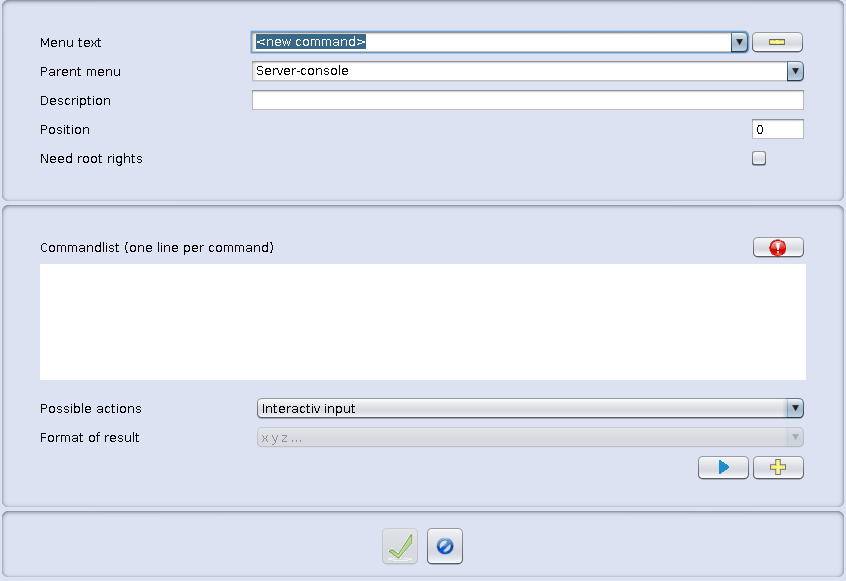 Menu text <new command>
Parent menu Server-console
Description
Position 0
Need root rights
Commandlist (one line per command)
Possible actions Interactiv input
Format of result x y z ...